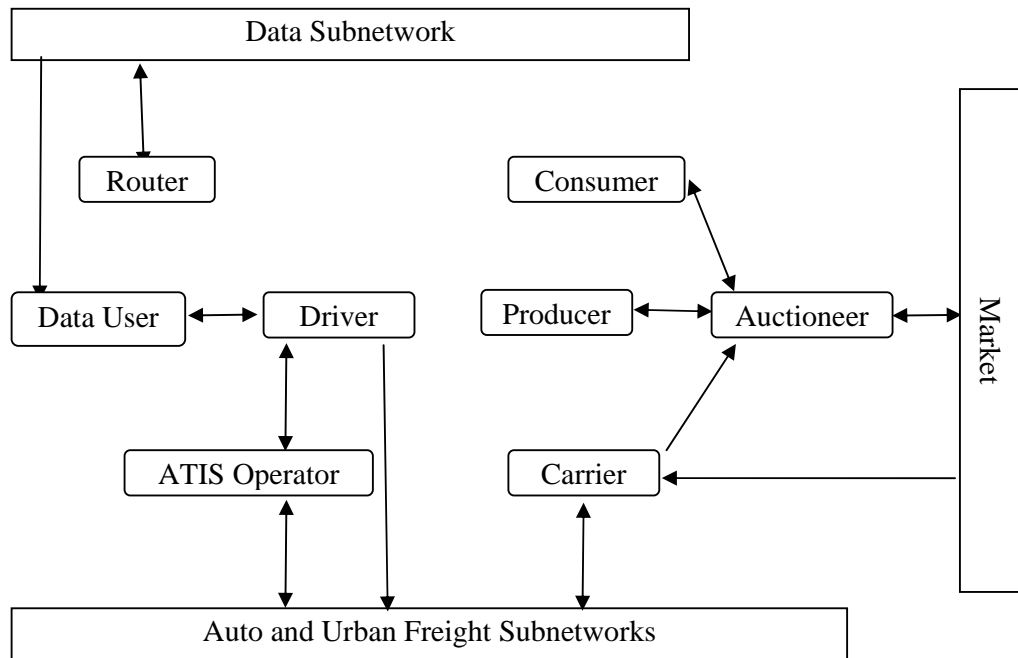 Data Subnetwork
Router
Consumer
Data User
Driver
Producer
Auctioneer
Market
ATIS Operator
Carrier
Auto and Urban Freight Subnetworks